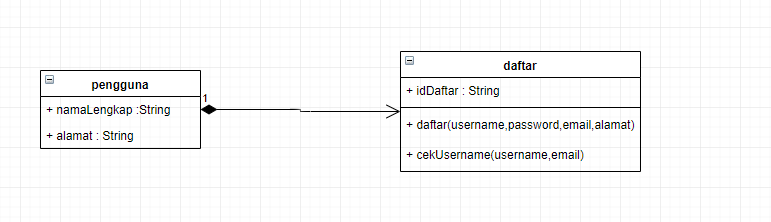 pengguna
+ namaLengkap :String
+ alamat : String
1
daftar
+ idDaftar : String
+ daftar(username,password,email,alamat)
+ cekUsername(username,email)